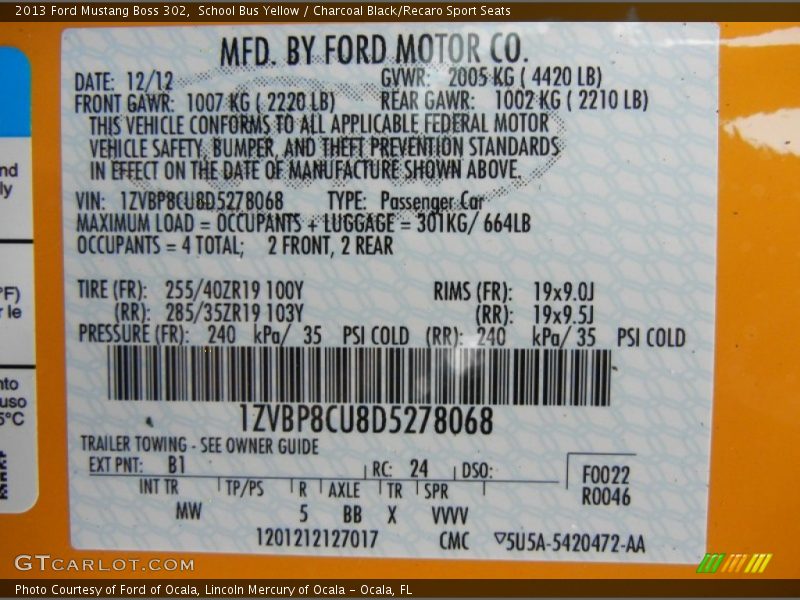 2013 Ford Mustang Boss 302,  School Bus Yellow / Charcoal Black/Recaro Sport Seats
MFD. BY FORD MOTOR CO.
DATE: 12/12 GVWR: 2005 KG ( 4420 LB)
FRONT GAWR: 1007 KG ( 2220 LB) REAR GAWR: 1002 KG ( 2210 LB)
THIS VEHICLE CONFORMS TO ALL APPLICABLE FEDERAL MOTOR
VEHICLE SAFETY, BUMPER, AND THEFT PREVENTION STANDARDS
IN EFFECT ON THE DATE OF MANUFACTURE SHOWN ABOVE.
VIN: 1ZVBP8CU8D5278068 TYPE: Passenger Car
MAXIMUM LOAD = OCCUPANTS + LUGGAGE = 301KG/ 664LB
OCCUPANTS = 4 TOTAL; 2 FRONT, 2 REAR
TIRE (FR): 255/40ZR19 100Y RIMS (FR): 19x9.0J
(RR): 285/35ZR19 103Y (RR): 19x9.5J
PRESSURE (FR): 240 kPa/ 35 PSI COLD (RR): 240 kPa/ 35 PSI COLD
1ZVBP8CU8D5278068
TRAILER TOWING - SEE OWNER GUIDE
EXT PNT: B1 RC: 24 DSO: F0022
INT TR TP/PS R AXLE TR SPR R0046
MW 5 BB X VVVV
1201212127017 CMC 5U5A-5420472-AA
GTCARLOT.COM
Photo Courtesy of Ford of Ocala, Lincoln Mercury of Ocala – Ocala, FL